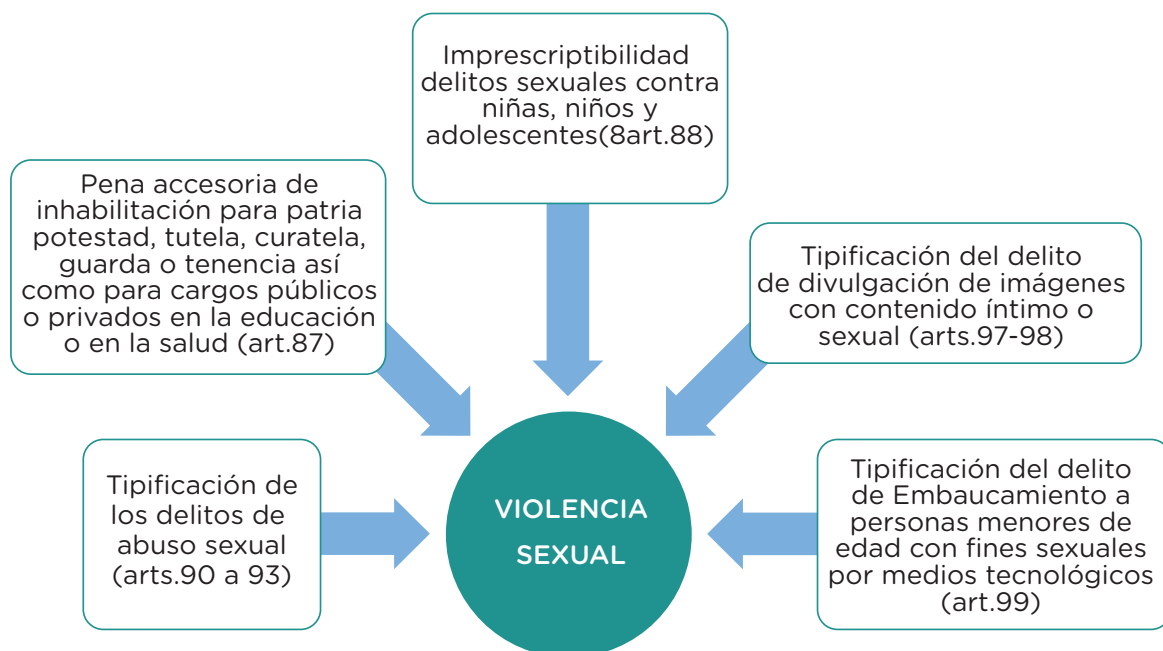 Imprescriptibilidad
delitos sexuales contra
niñas, niños y
adolescentes(8art.88)
Pena accesoria de
inhabilitación para patria
potestad, tutela, curatela,
guarda o tenencia así
como para cargos públicos
o privados en la educación
o en la salud (art.87)
Tipificación del delito
de divulgación de imágenes
con contenido íntimo o
sexual (arts.97-98)
Tipificación de
los delitos de
abuso sexual
(arts.90 a 93)
VIOLENCIA
SEXUAL
Tipificación del delito
de Embaucamiento a
personas menores de
edad con fines sexuales
por medios tecnológicos
(art.99)